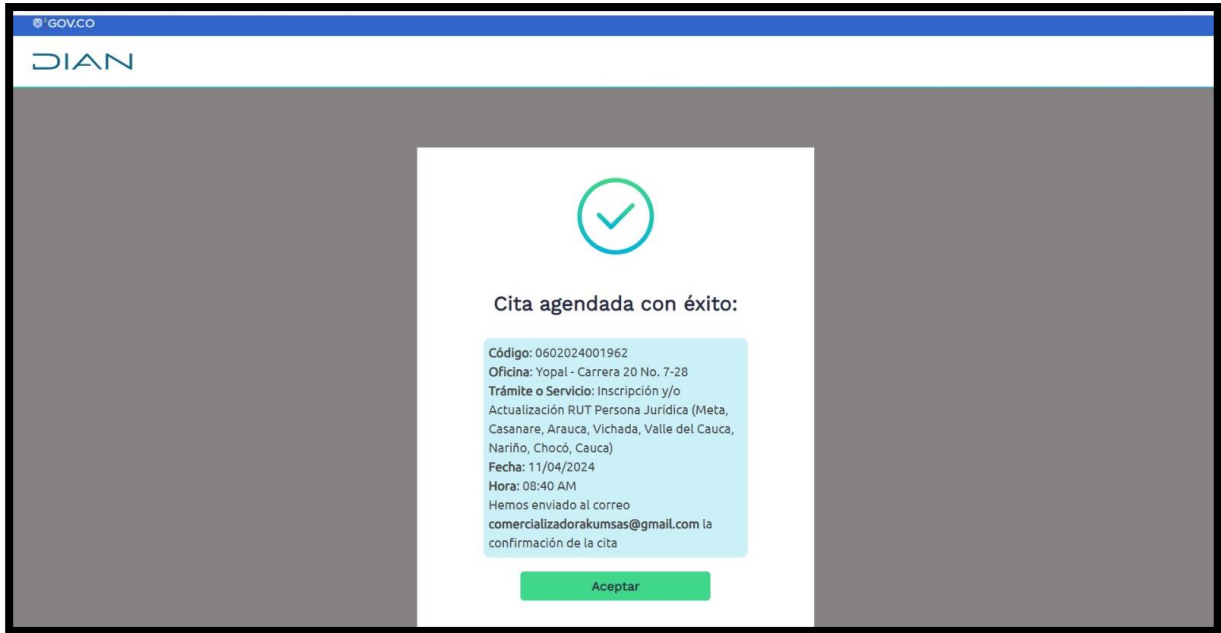 GOV.CO
DIAN
Cita agendada con éxito:
Código: 0602024001962
Oficina: Yopal - Carrera 20 No. 7-28
Trámite o Servicio: Inscripción y/o
Actualización RUT Persona Jurídica (Meta,
Casanare, Arauca, Vichada, Valle del Cauca,
Nariño, Chocó, Cauca)
Fecha: 11/04/2024
Hora: 08:40 AM
Hemos enviado al correo
comercializadorakumsas@gmail.com la
confirmación de la cita
Aceptar